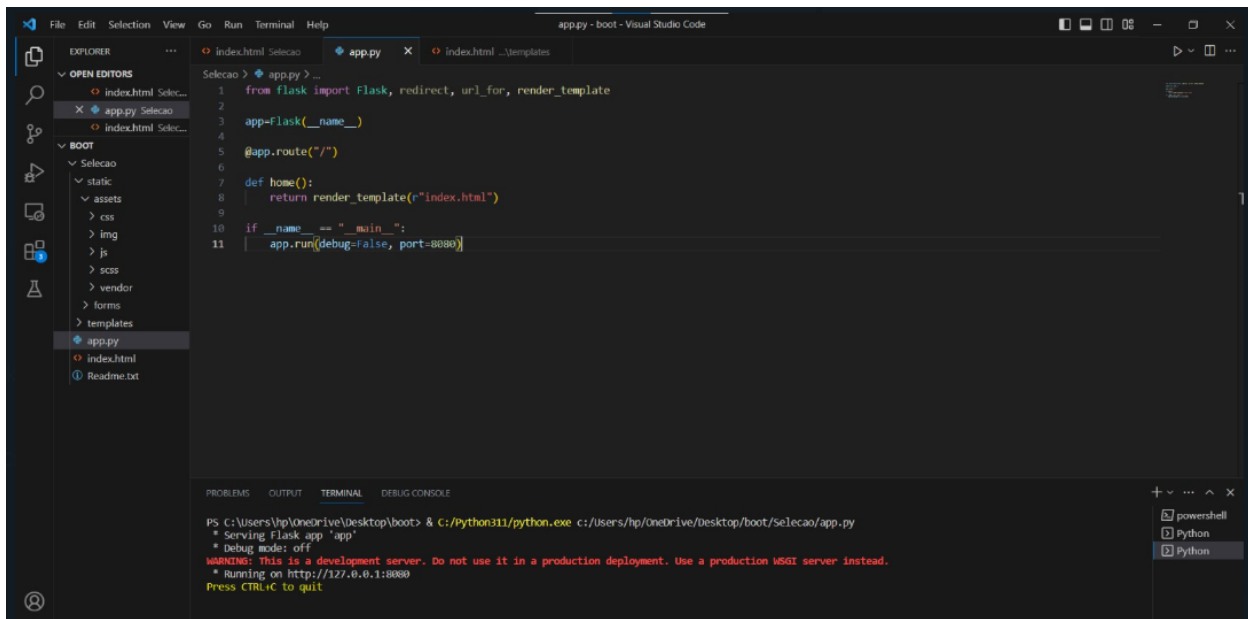 File Edit Selection View Go Run Terminal Help
app.py - boot - Visual Studio Code
EXPLORER
index.html Selecao
app.py
index.html ...\templates
OPEN EDITORS
index.html Selec...
app.py Selecao
index.html Selec...
BOOT
Selecao
static
assets
css
img
js
scss
vendor
forms
templates
app.py
index.html
Readme.txt
3
Selecao > app.py > ...
1 from flask import Flask, redirect, url_for, render_template
2
3 app=Flask(__name__)
4
5 @app.route("/")
6
7 def home():
8 return render_template(r"index.html")
9
10 if __name__ == "__main__":
11 app.run(debug=False, port=8080)
PROBLEMS OUTPUT TERMINAL DEBUG CONSOLE
PS C:\Users\hp\OneDrive\Desktop\boot> & C:/Python311/python.exe c:/Users/hp/OneDrive/Desktop/boot/Selecao/app.py
* Serving Flask app 'app'
* Debug mode: off
WARNING: This is a development server. Do not use it in a production deployment. Use a production WSGI server instead.
* Running on http://127.0.0.1:8080
Press CTRL+C to quit
powershell
Python
Python